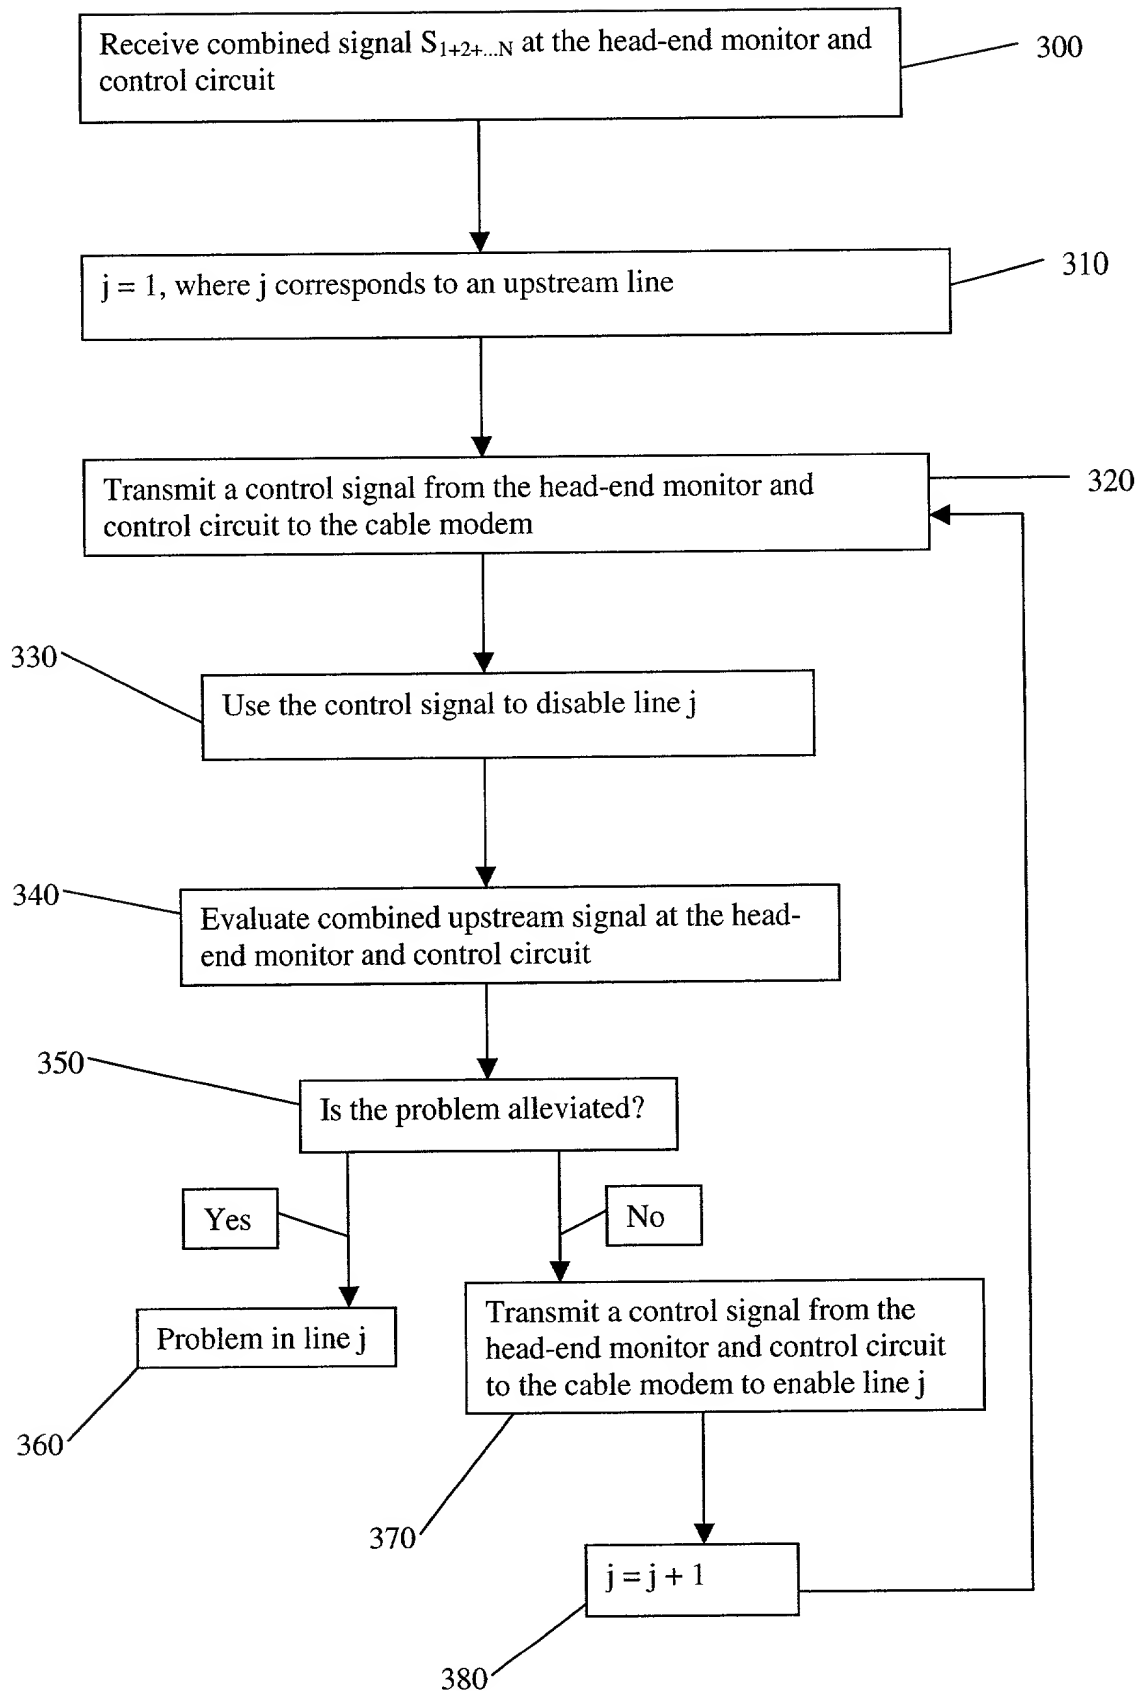 Receive combined signal S1+2+...N at the head-end monitor and
control circuit
300
j = 1, where j corresponds to an upstream line
310
Transmit a control signal from the head-end monitor and
control circuit to the cable modem
320
330
Use the control signal to disable line j
340
Evaluate combined upstream signal at the head-
end monitor and control circuit
350
Is the problem alleviated?
Yes
No
Problem in line j
Transmit a control signal from the
head-end monitor and control circuit
to the cable modem to enable line j
360
370
j = j + 1
380